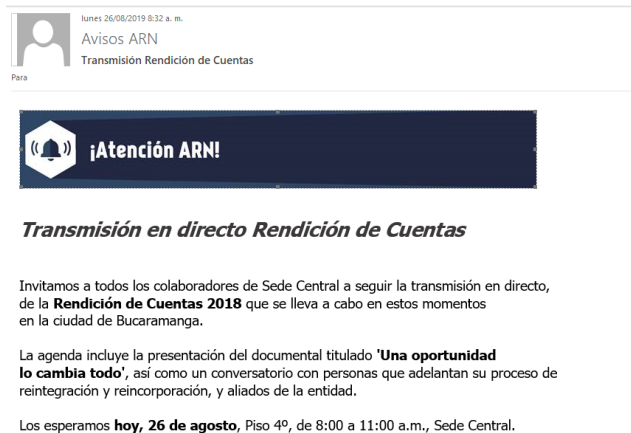 lunes 26/08/2019 8:32 a. m.
Avisos ARN
Transmisión Rendición de Cuentas
Para
¡Atención ARN!
Transmisión en directo Rendición de Cuentas
Invitamos a todos los colaboradores de Sede Central a seguir la transmisión en directo,
de la Rendición de Cuentas 2018 que se lleva a cabo en estos momentos
en la ciudad de Bucaramanga.
La agenda incluye la presentación del documental titulado 'Una oportunidad
lo cambia todo', así como un conversatorio con personas que adelantan su proceso de
reintegración y reincorporación, y aliados de la entidad.
Los esperamos hoy, 26 de agosto, Piso 4º, de 8:00 a 11:00 a.m., Sede Central.